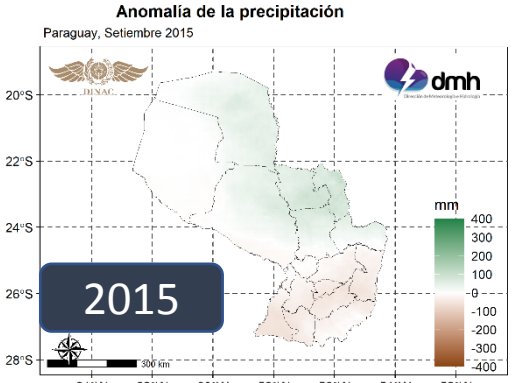 Anomalía de la precipitación
Paraguay, Setiembre 2015
DINAC
dmh
Dirección de Meteorología e Hidrología
20°S
22°S
24°S
26°S
28°S
mm
400
300
200
100
0
-100
-200
-300
-400
2015
300 km